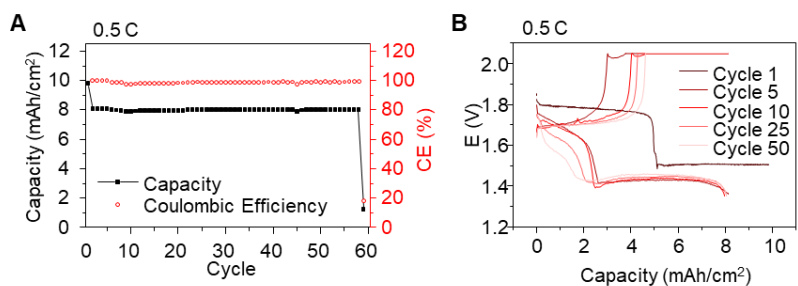 A
0.5 C
Capacity (mAh/cm²)
12
10
8
6
4
2
0
120
100
80
60
40
20
0
CE (%)
Capacity
Coulombic Efficiency
0 10 20 30 40 50 60
Cycle
B
0.5 C
E (V)
2.0
1.8
1.6
1.4
1.2
Cycle 1
Cycle 5
Cycle 10
Cycle 25
Cycle 50
0 2 4 6 8 10
Capacity (mAh/cm²)